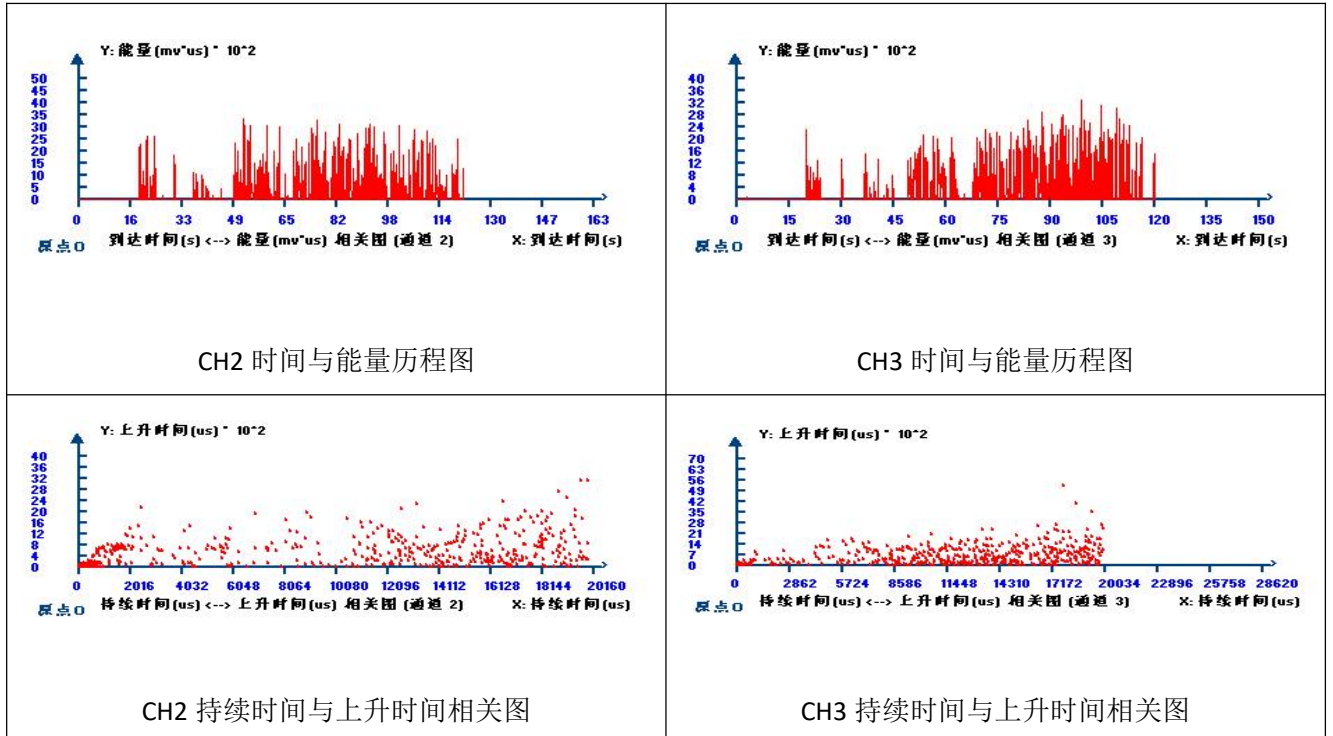 Y: 能量(mv*us) * 10^2
50
45
40
35
30
25
20
15
10
5
0
0 16 33 49 65 82 98 114 130 147 163
原点0 到达时间(s) <--> 能量(mv*us) 相关图 (通道 2) X: 到达时间(s)
CH2 时间与能量历程图
Y: 能量(mv*us) * 10^2
40
36
32
28
24
20
16
12
8
4
0
0 15 30 45 60 75 90 105 120 135 150
原点0 到达时间(s) <--> 能量(mv*us) 相关图 (通道 3) X: 到达时间(s)
CH3 时间与能量历程图
Y: 上升时间(us) * 10^2
40
36
32
28
24
20
16
12
8
4
0
0 2016 4032 6048 8064 10080 12096 14112 16128 18144 20160
原点0 持续时间(us) <--> 上升时间(us) 相关图 (通道 2) X: 持续时间(us)
CH2 持续时间与上升时间相关图
Y: 上升时间(us) * 10^2
70
63
56
49
42
35
28
21
14
7
0
0 2862 5724 8586 11448 14310 17172 20034 22896 25758 28620
原点0 持续时间(us) <--> 上升时间(us) 相关图 (通道 3) X: 持续时间(us)
CH3 持续时间与上升时间相关图